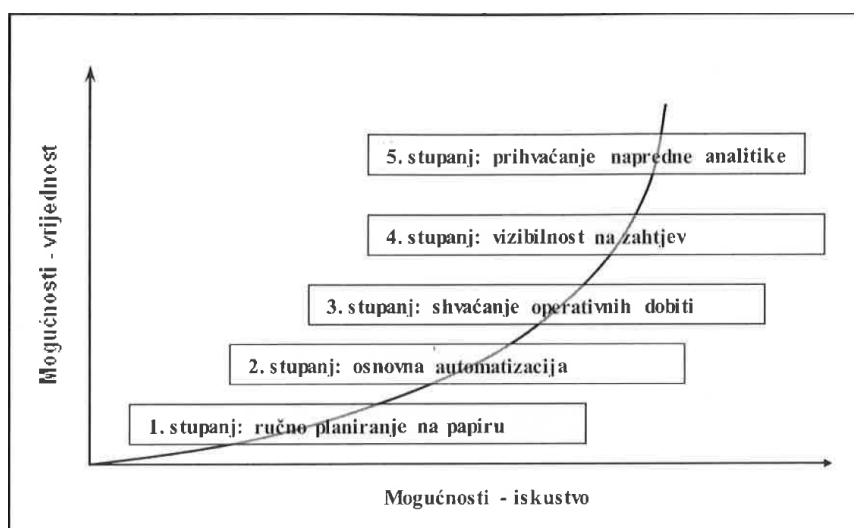 Mogućnosti - vrijednost
5. stupanj: prihvaćanje napredne analitike
4. stupanj: vizibilnost na zahtjev
3. stupanj: shvaćanje operativnih dobiti
2. stupanj: osnovna automatizacija
1. stupanj: ručno planiranje na papiru
Mogućnosti - iskustvo